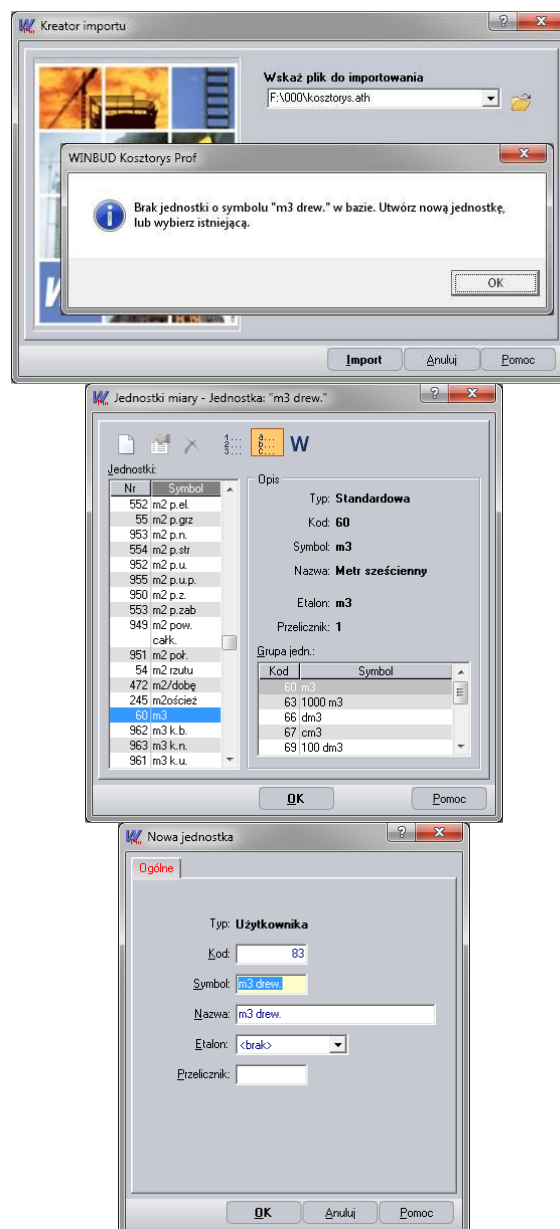 Kreator importu
Wskaż plik do importowania
F:\000\kosztorys.ath
WINBUD Kosztorys Prof
Brak jednostki o symbolu "m3 drew." w bazie. Utwórz nową jednostkę,
lub wybierz istniejącą.
OK
Import Anuluj Pomoc
Jednostki miary - Jednostka: "m3 drew."
Jednostki:
Nr Symbol
552 m2 p.el.
55 m2 p.grz
953 m2 p.n.
554 m2 p.str
952 m2 p.u.
955 m2 p.u.p.
950 m2 p.z.
553 m2 p.zab
949 m2 pow.
całk.
951 m2 poł.
54 m2 rzutu
472 m2/dobę
245 m2oścież
60 m3
962 m3 k.b.
963 m3 k.n.
961 m3 k.u.
Opis
Typ: Standardowa
Kod: 60
Symbol: m3
Nazwa: Metr sześcienny
Etalon: m3
Przelicznik: 1
Grupa jedn.:
Kod Symbol
60 m3
63 1000 m3
66 dm3
67 cm3
69 100 dm3
OK Pomoc
Nowa jednostka
Ogólne
Typ: Użytkownika
Kod: 83
Symbol: m3 drew.
Nazwa: m3 drew.
Etalon: <brak>
Przelicznik:
OK Anuluj Pomoc